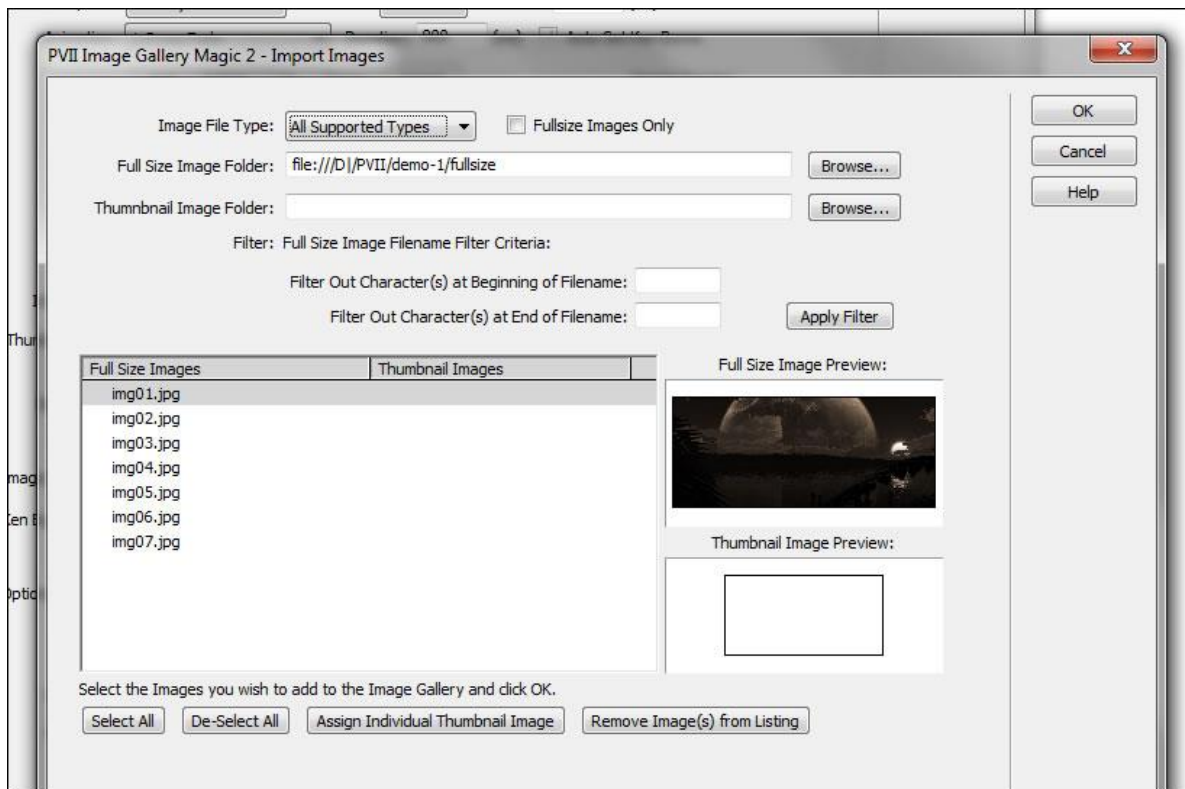 PVII Image Gallery Magic 2 - Import Images
Image File Type: All Supported Types Fullsize Images Only
OK
Full Size Image Folder: file:///D|/PVII/demo-1/fullsize Browse...
Cancel
Thumnbnail Image Folder: Browse...
Help
Filter: Full Size Image Filename Filter Criteria:
Filter Out Character(s) at Beginning of Filename:
Filter Out Character(s) at End of Filename: Apply Filter
Thur
Full Size Images Thumbnail Images Full Size Image Preview:
img01.jpg
img02.jpg
img03.jpg
img04.jpg
img05.jpg
img06.jpg
img07.jpg
Thumbnail Image Preview:
mag
Optio
Select the Images you wish to add to the Image Gallery and click OK.
Select All De-Select All Assign Individual Thumbnail Image Remove Image(s) from Listing